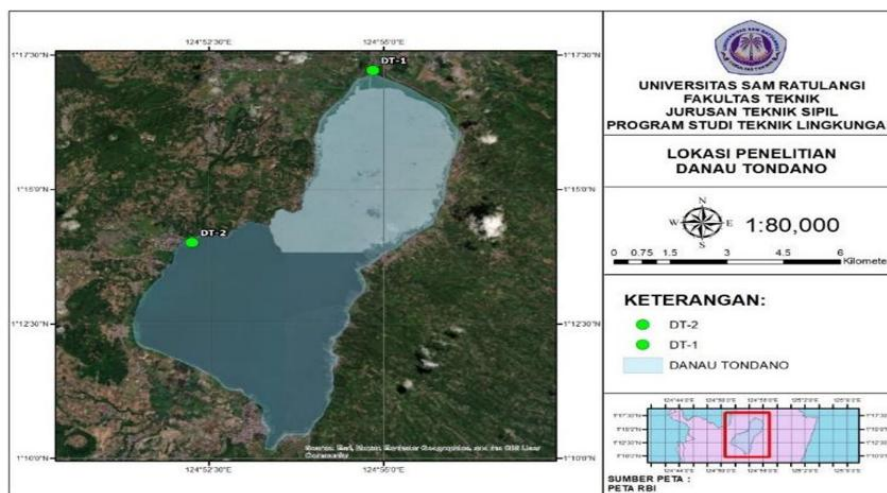 124°52'30"E 124°55'0"E
1°17'30"N 1°17'30"N
DT-1
1°15'0"N 1°15'0"N
DT-2
1°12'30"N 1°12'30"N
1°10'0"N 1°10'0"N
124°52'30"E 124°55'0"E
UNIVERSITAS SAM RATULANGI
FAKULTAS TEKNIK
JURUSAN TEKNIK SIPIL
PROGRAM STUDI TEKNIK LINGKUNGA
LOKASI PENELITIAN
DANAU TONDANO
N
W E
S
1:80,000
0 0.75 1.5 3 4.5 6
Kilomete
KETERANGAN:
DT-2
DT-1
DANAU TONDANO
SUMBER PETA :
PETA RBI